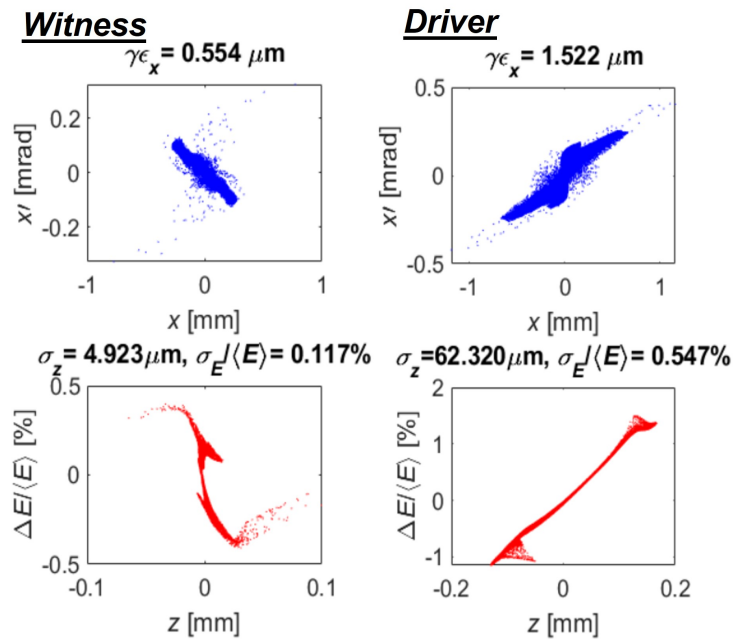 Witness
Driver
γϵx= 0.554 μm
γϵx= 1.522 μm
x′ [mrad]
0.2
0
-0.2
-1
0
1
x [mm]
x′ [mrad]
0.5
0
-0.5
-1
0
1
x [mm]
σz= 4.923μm, σE/⟨E⟩= 0.117%
σz=62.320μm, σE/⟨E⟩= 0.547%
ΔE/⟨E⟩ [%]
0.5
0
-0.5
-0.1
0
0.1
z [mm]
ΔE/⟨E⟩ [%]
2
1
0
-1
-0.2
0
0.2
z [mm]